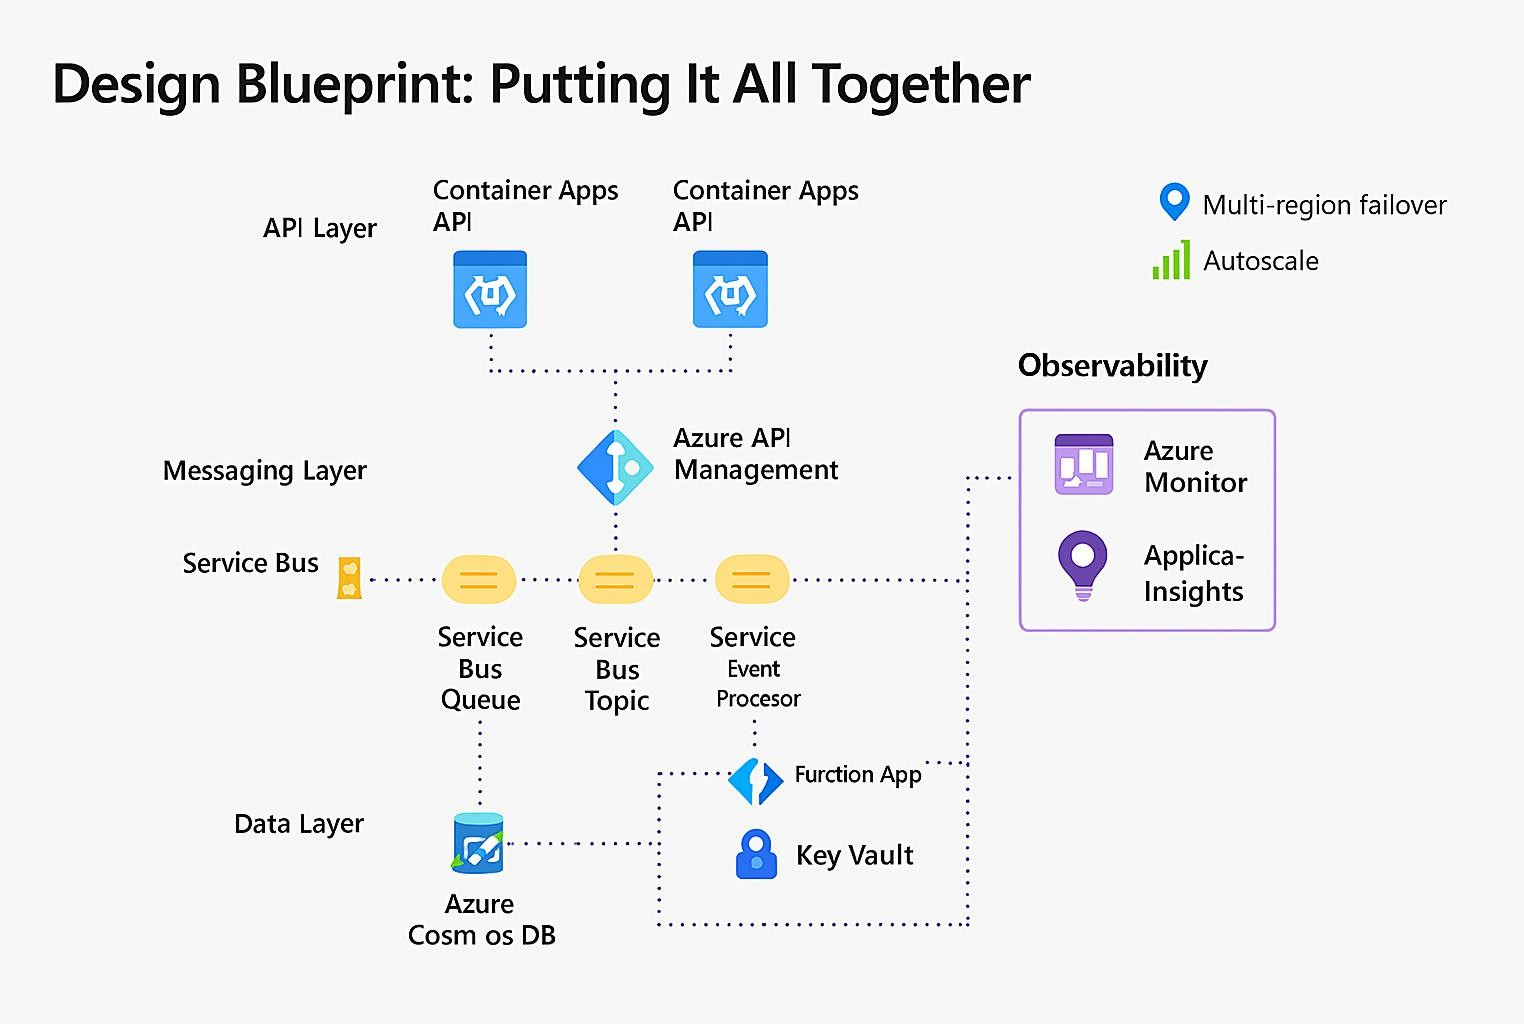 Design Blueprint: Putting It All Together
Container Apps
API
Container Apps
API
API Layer
Multi-region failover
Autoscale
Observability
Azure
Monitor
Applica-
Insights
Azure API
Management
Messaging Layer
Service Bus
Service
Bus
Queue
Service
Bus
Topic
Service
Event
Procesor
Furction App
Key Vault
Data Layer
Azure
Cosm os DB